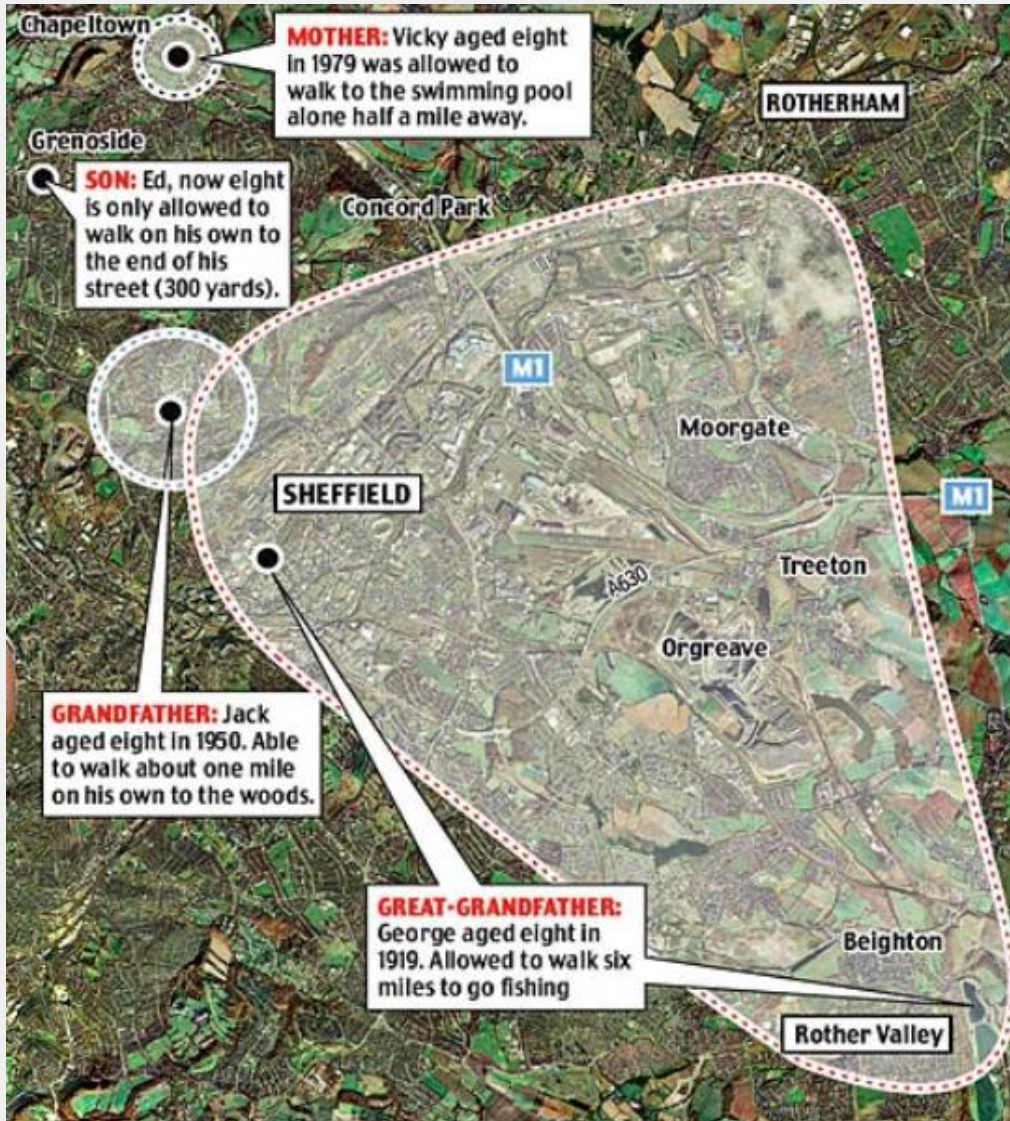 Chapeltown
MOTHER: Vicky aged eight
in 1979 was allowed to
walk to the swimming pool
alone half a mile away.
ROTHERHAM
Grenoside
SON: Ed, now eight
is only allowed to
walk on his own to
the end of his
street (300 yards).
Concord Park
M1
Moorgate
SHEFFIELD
M1
Treeton
A630
Orgreave
GRANDFATHER: Jack
aged eight in 1950. Able
to walk about one mile
on his own to the woods.
GREAT-GRANDFATHER:
George aged eight in
1919. Allowed to walk six
miles to go fishing
Beighton
Rother Valley